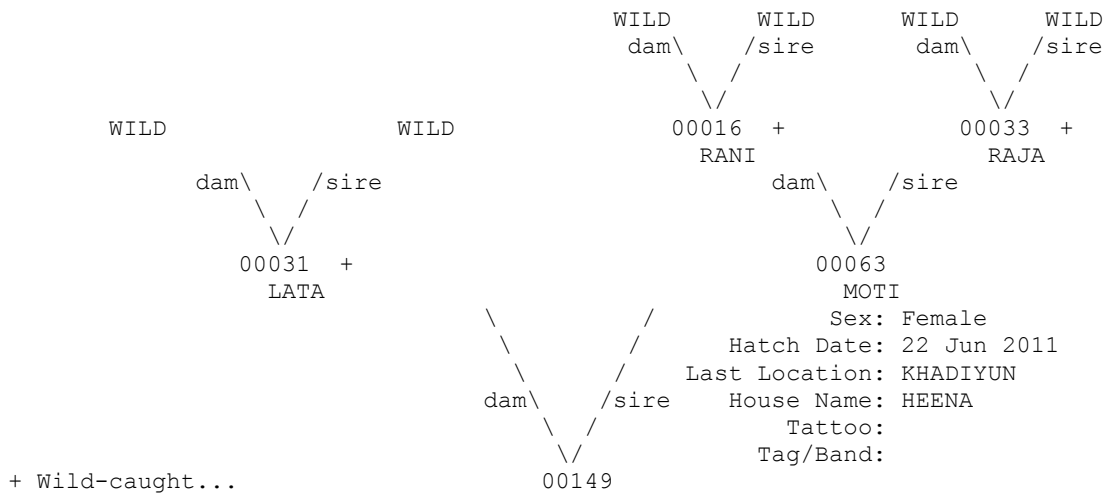 WILD WILD WILD WILD
dam\ /sire dam\ /sire
\ / \ /
\/ \/
WILD WILD 00016 + 00033 +
RANI RAJA
dam\ /sire dam\ /sire
\ / \ /
\/ \/
00031 + 00063
LATA MOTI
\ / Sex: Female
\ / Hatch Date: 22 Jun 2011
\ / Last Location: KHADIYUN
dam\ /sire House Name: HEENA
\ / Tattoo:
\/ Tag/Band:
+ Wild-caught... 00149